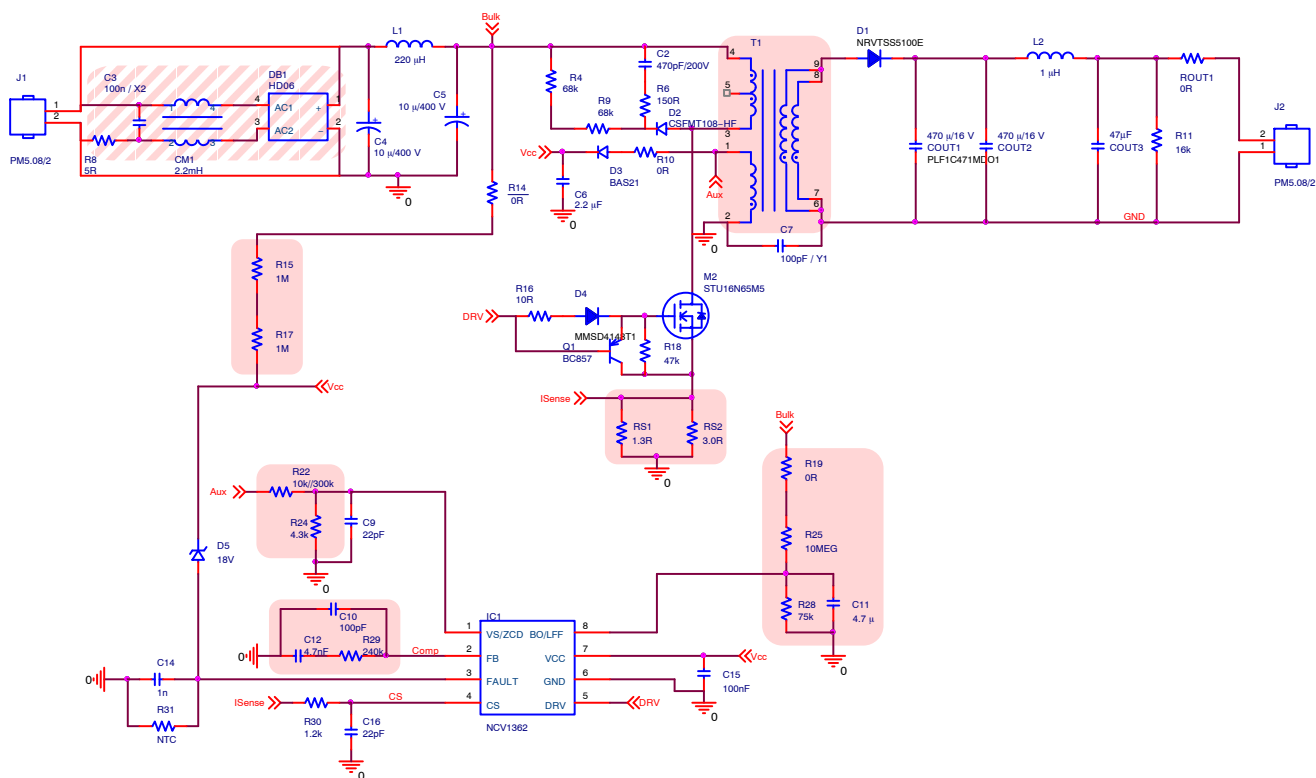 Bulk
L1
220 μH
T1
D1
NRVTSS5100E
L2
1 μH
ROUT1
0R
J1
1
2
PM5.08/2
C3
100n / X2
DB1
HD06
4
AC1
+
1
3
AC2
−
2
1
4
2
3
R8
5R
CM1
2.2mH
C4
10 μ/400 V
C5
10 μ/400 V
0
R4
68k
C2
470pF/200V
R9
68k
R6
150R
D2
CSFMT108-HF
Vcc
D3
BAS21
R10
0R
C6
2.2 μF
0
Aux
4
5
3
1
2
9
8
7
6
0
C7
100pF / Y1
470 μ/16 V
COUT1
PLF1C471MDO1
470 μ/16 V
COUT2
47μF
COUT3
R11
16k
J2
2
1
PM5.08/2
GND
R14
0R
R15
1M
R17
1M
Vcc
R16
10R
D4
DRV
MMSD4148T1
Q1
BC857
R18
47k
M2
STU16N65M5
ISense
RS1
1.3R
RS2
3.0R
0
Bulk
R19
0R
R25
10MEG
R28
75k
C11
4.7 μ
0
R22
10k//300k
Aux
R24
4.3k
C9
22pF
0
D5
18V
C10
100pF
C12
4.7nF
R29
240k
0
Comp
IC1
1
VS/ZCD
BO/LFF
8
2
FB
VCC
7
3
FAULT
GND
6
4
CS
DRV
5
NCV1362
Vcc
C15
100nF
0
DRV
C14
1n
0
R31
NTC
ISense
CS
R30
1.2k
C16
22pF
0